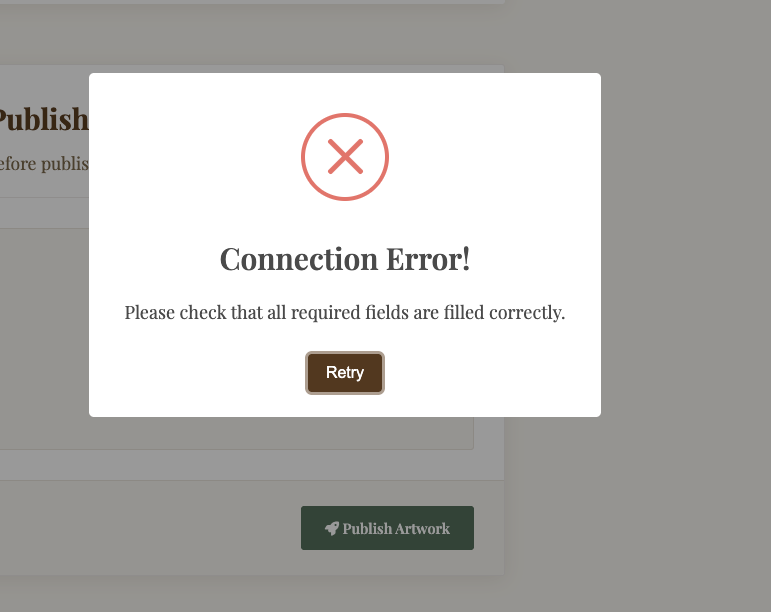 Publish
efore publis
Connection Error!
Please check that all required fields are filled correctly.
Retry
Publish Artwork